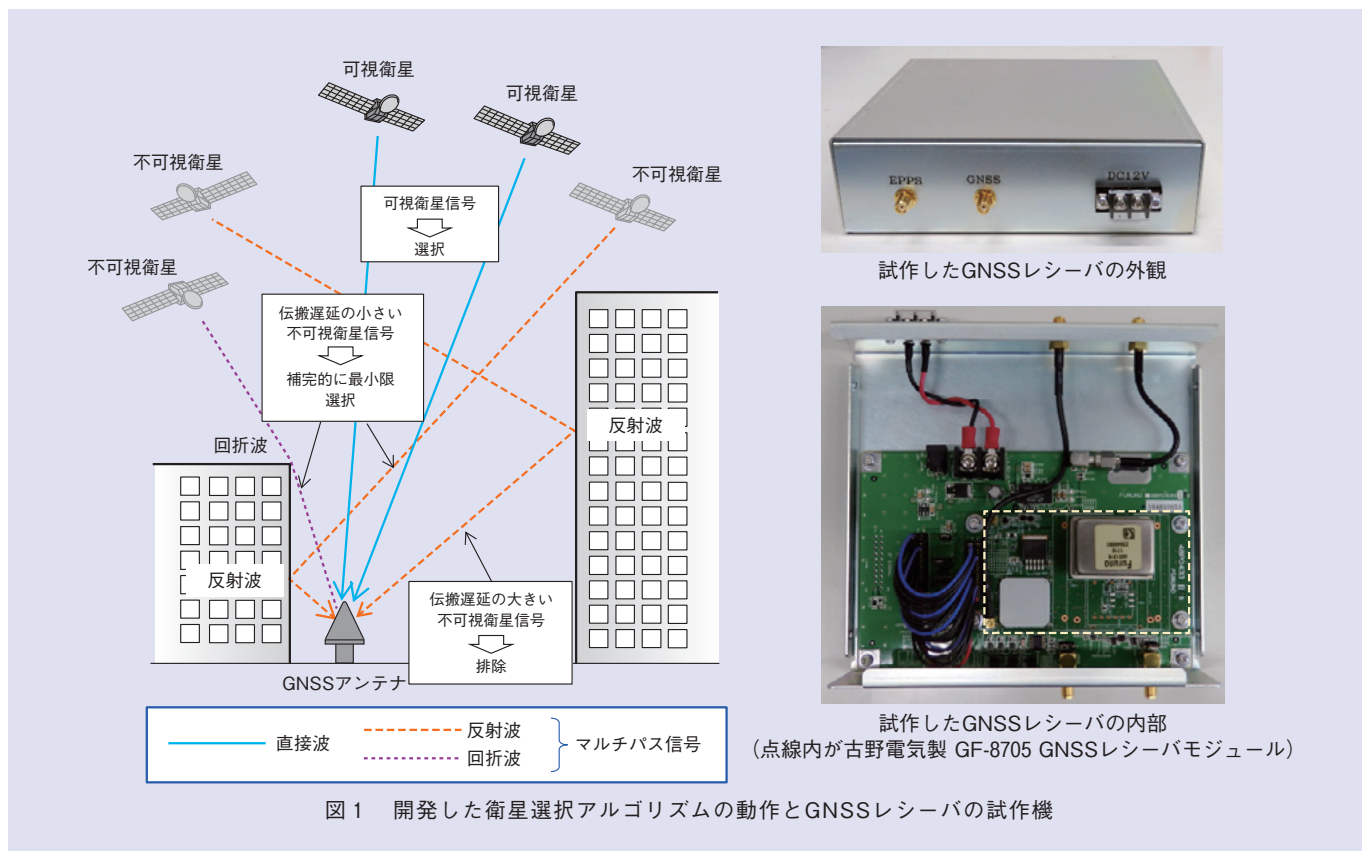 可視衛星
可視衛星
不可視衛星
不可視衛星
不可視衛星
可視衛星信号
選択
伝搬遅延の小さい
不可視衛星信号
補完的に最小限
選択
回折波
反射波
反射波
伝搬遅延の大きい
不可視衛星信号
排除
GNSSアンテナ
直接波
反射波
回折波
マルチパス信号
EPPS
GNSS
DC12V
試作したGNSSレシーバの外観
FURUNO
試作したGNSSレシーバの内部
(点線内が古野電気製 GF-8705 GNSSレシーバモジュール)
図1 開発した衛星選択アルゴリズムの動作とGNSSレシーバの試作機